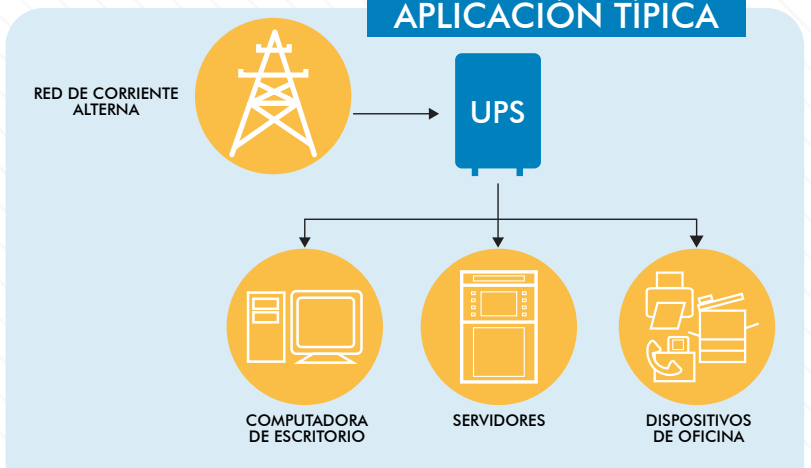 APLICACIÓN TÍPICA
RED DE CORRIENTE
ALTERNA
UPS
COMPUTADORA
DE ESCRITORIO
SERVIDORES
DISPOSITIVOS
DE OFICINA